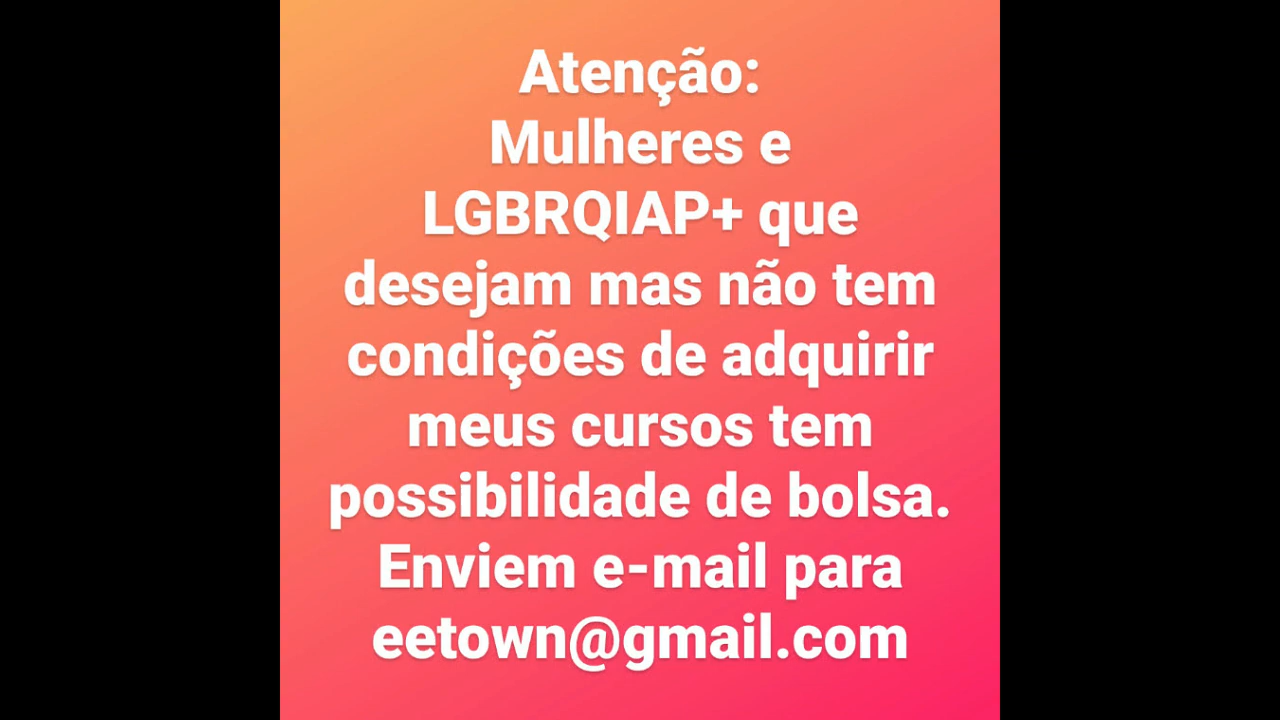 Atenção:
Mulheres e
LGBRQIAP+ que
desejam mas não tem
condições de adquirir
meus cursos tem
possibilidade de bolsa.
Enviem e-mail para
eetown@gmail.com